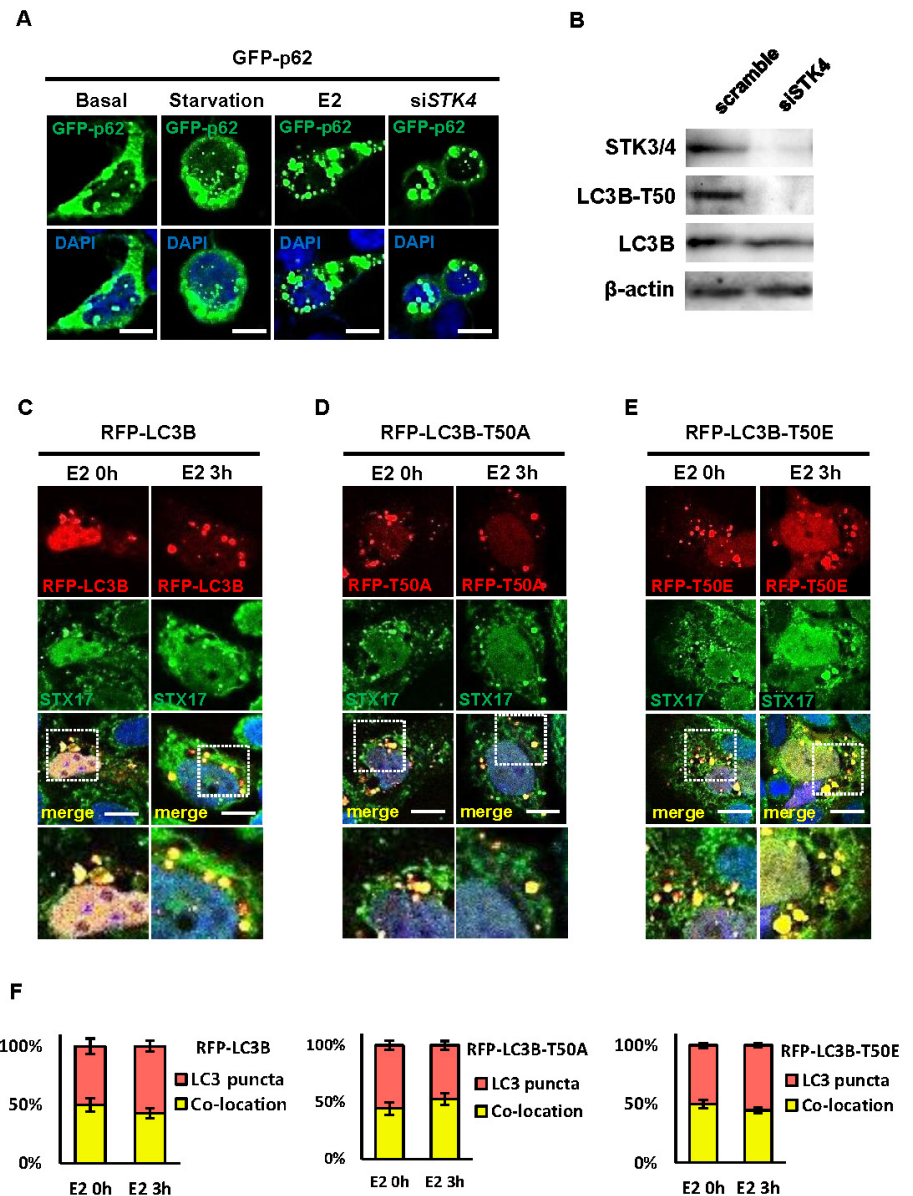 A
GFP-p62
Basal Starvation E2 siSTK4
GFP-p62 GFP-p62 GFP-p62 GFP-p62
DAPI DAPI DAPI DAPI
B
scramble siSTK4
STK3/4
LC3B-T50
LC3B
β-actin
C
RFP-LC3B
E2 0h E2 3h
RFP-LC3B RFP-LC3B
STX17 STX17
merge merge
D
RFP-LC3B-T50A
E2 0h E2 3h
RFP-T50A RFP-T50A
STX17 STX17
merge merge
E
RFP-LC3B-T50E
E2 0h E2 3h
RFP-T50E RFP-T50E
STX17 STX17
merge merge
F
100%
50%
0%
RFP-LC3B
LC3 puncta
Co-location
E2 0h E2 3h
100%
50%
0%
RFP-LC3B-T50A
LC3 puncta
Co-location
E2 0h E2 3h
100%
50%
0%
RFP-LC3B-T50E
LC3 puncta
Co-location
E2 0h E2 3h